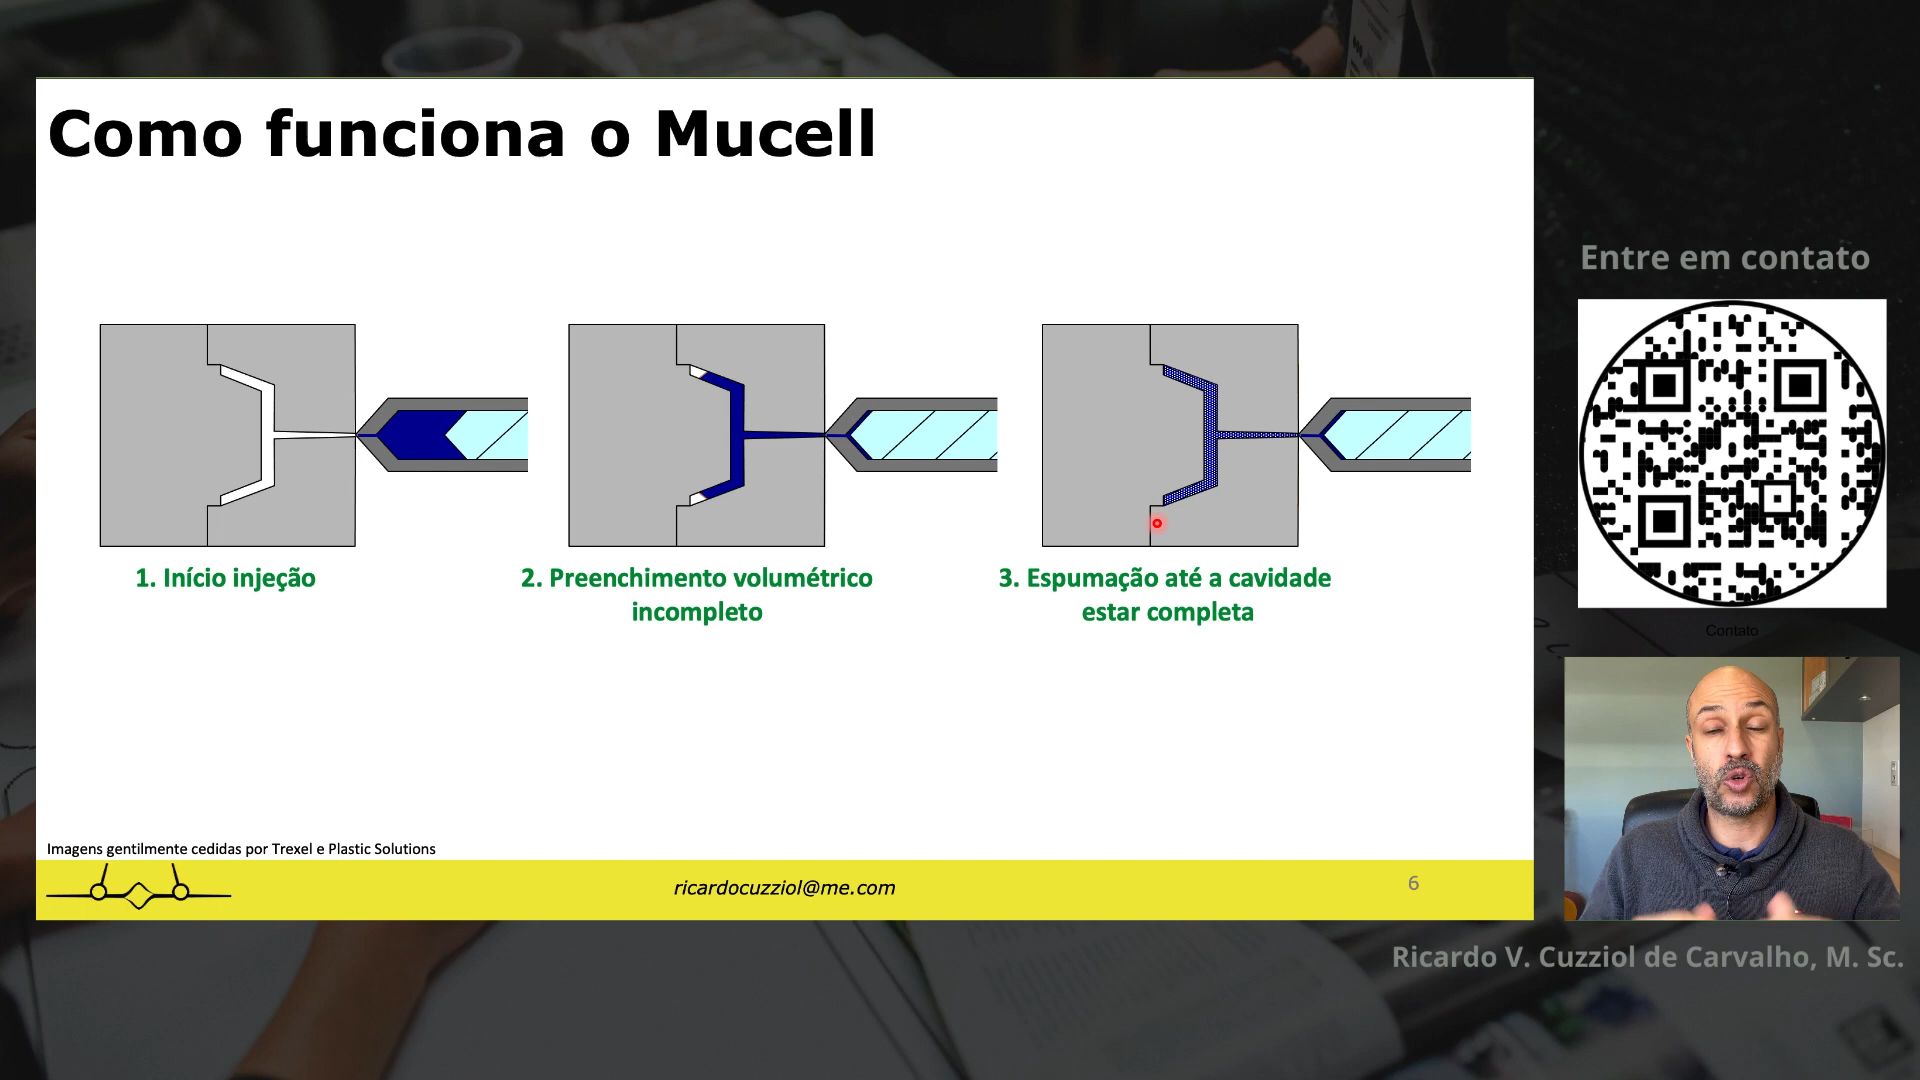 Como funciona o Mucell
1. Início injeção
2. Preenchimento volumétrico
incompleto
3. Espumação até a cavidade
estar completa
Imagens gentilmente cedidas por Trexel e Plastic Solutions
ricardocuzziol@me.com
6
Entre em contato
Contato
Ricardo V. Cuzziol de Carvalho, M. Sc.